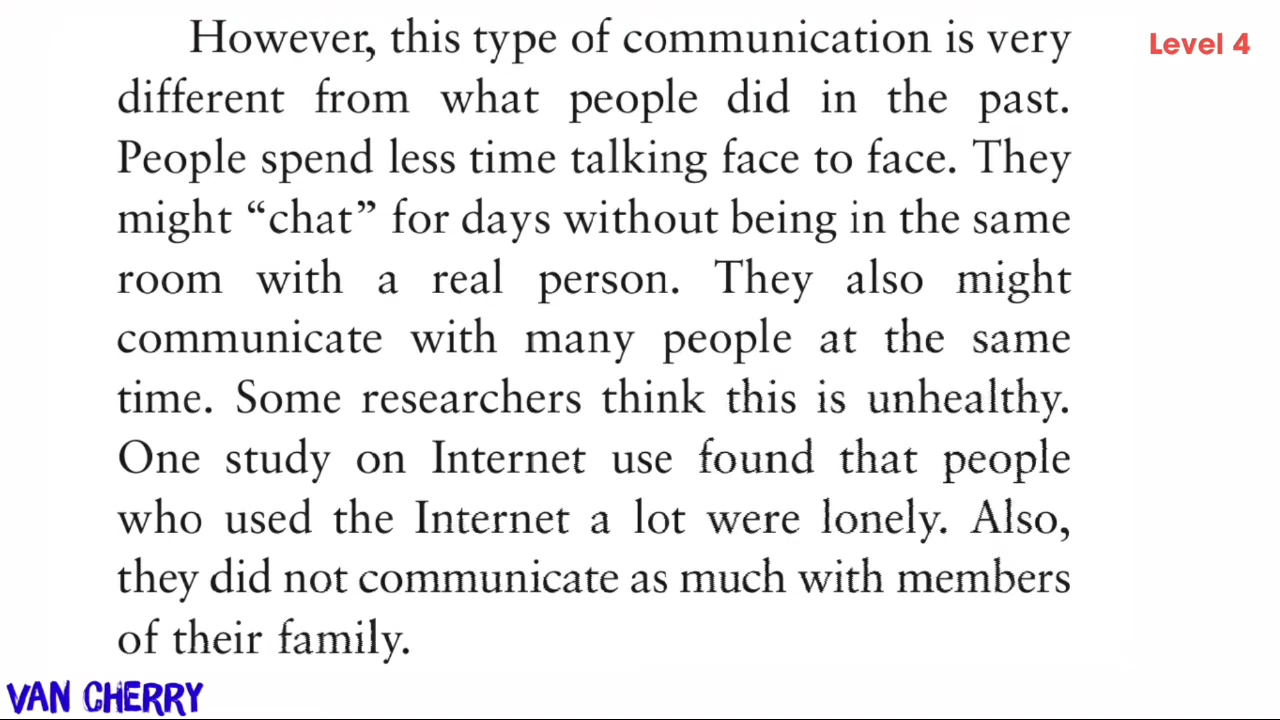 However, this type of communication is very
Level 4
different from what people did in the past.
People spend less time talking face to face. They
might “chat” for days without being in the same
room with a real person. They also might
communicate with many people at the same
time. Some researchers think this is unhealthy.
One study on Internet use found that people
who used the Internet a lot were lonely. Also,
they did not communicate as much with members
of their family.
VAN CHERRY